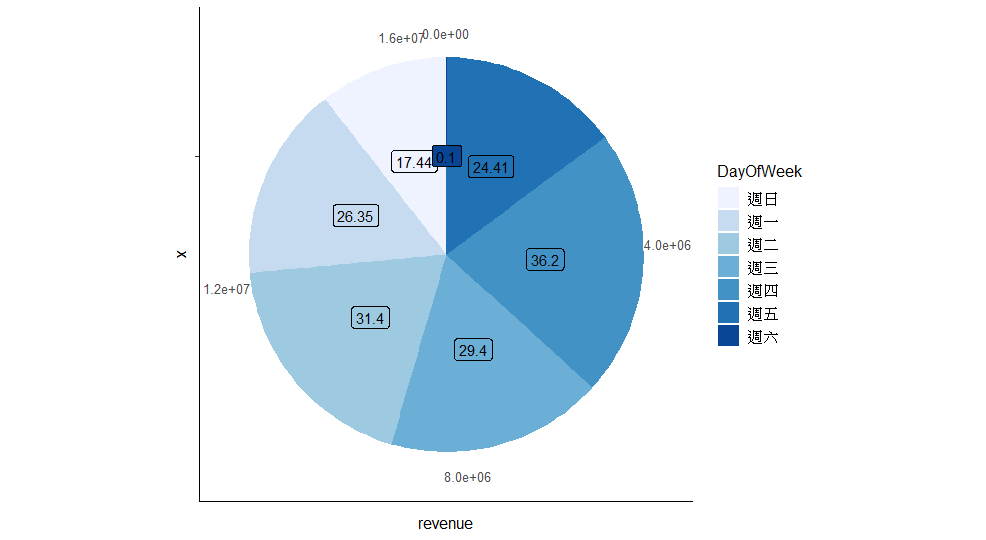 1.6e+07
0.0e+00
17.44
0.1
24.41
26.35
36.2
4.0e+06
1.2e+07
31.4
29.4
8.0e+06
x
revenue
DayOfWeek
週日
週一
週二
週三
週四
週五
週六